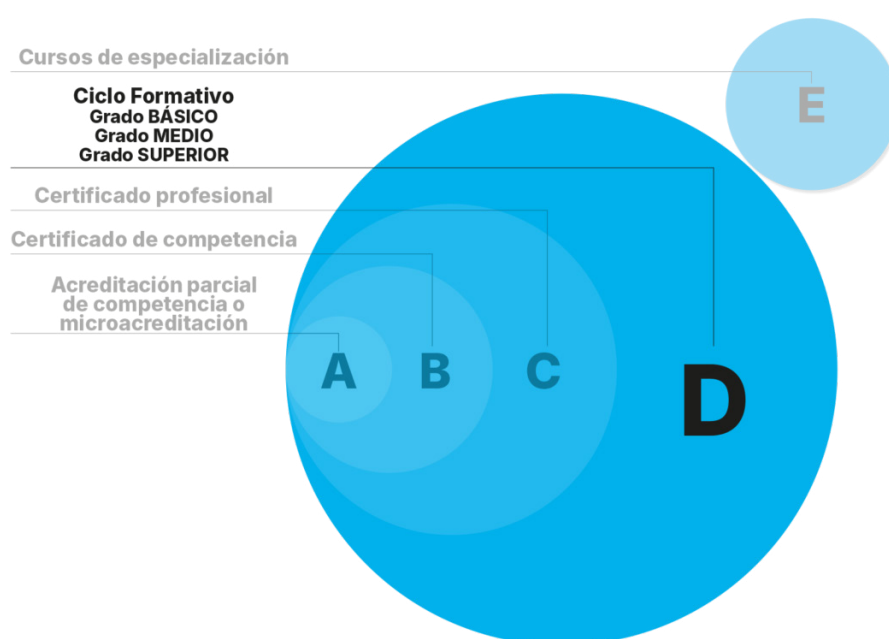 Cursos de especialización
Ciclo Formativo
Grado BÁSICO
Grado MEDIO
Grado SUPERIOR
Certificado profesional
Certificado de competencia
Acreditación parcial
de competencia o
microacreditación
A
B
C
D
E